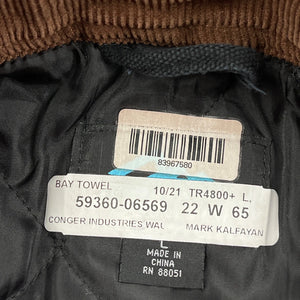 83967580
BAY TOWEL 10/21 TR4800+ L.
59360-06569 22 W 65
CONGER INDUSTRIES WAU MARK KALFAYAN
L
MADE IN
CHINA
RN 88051